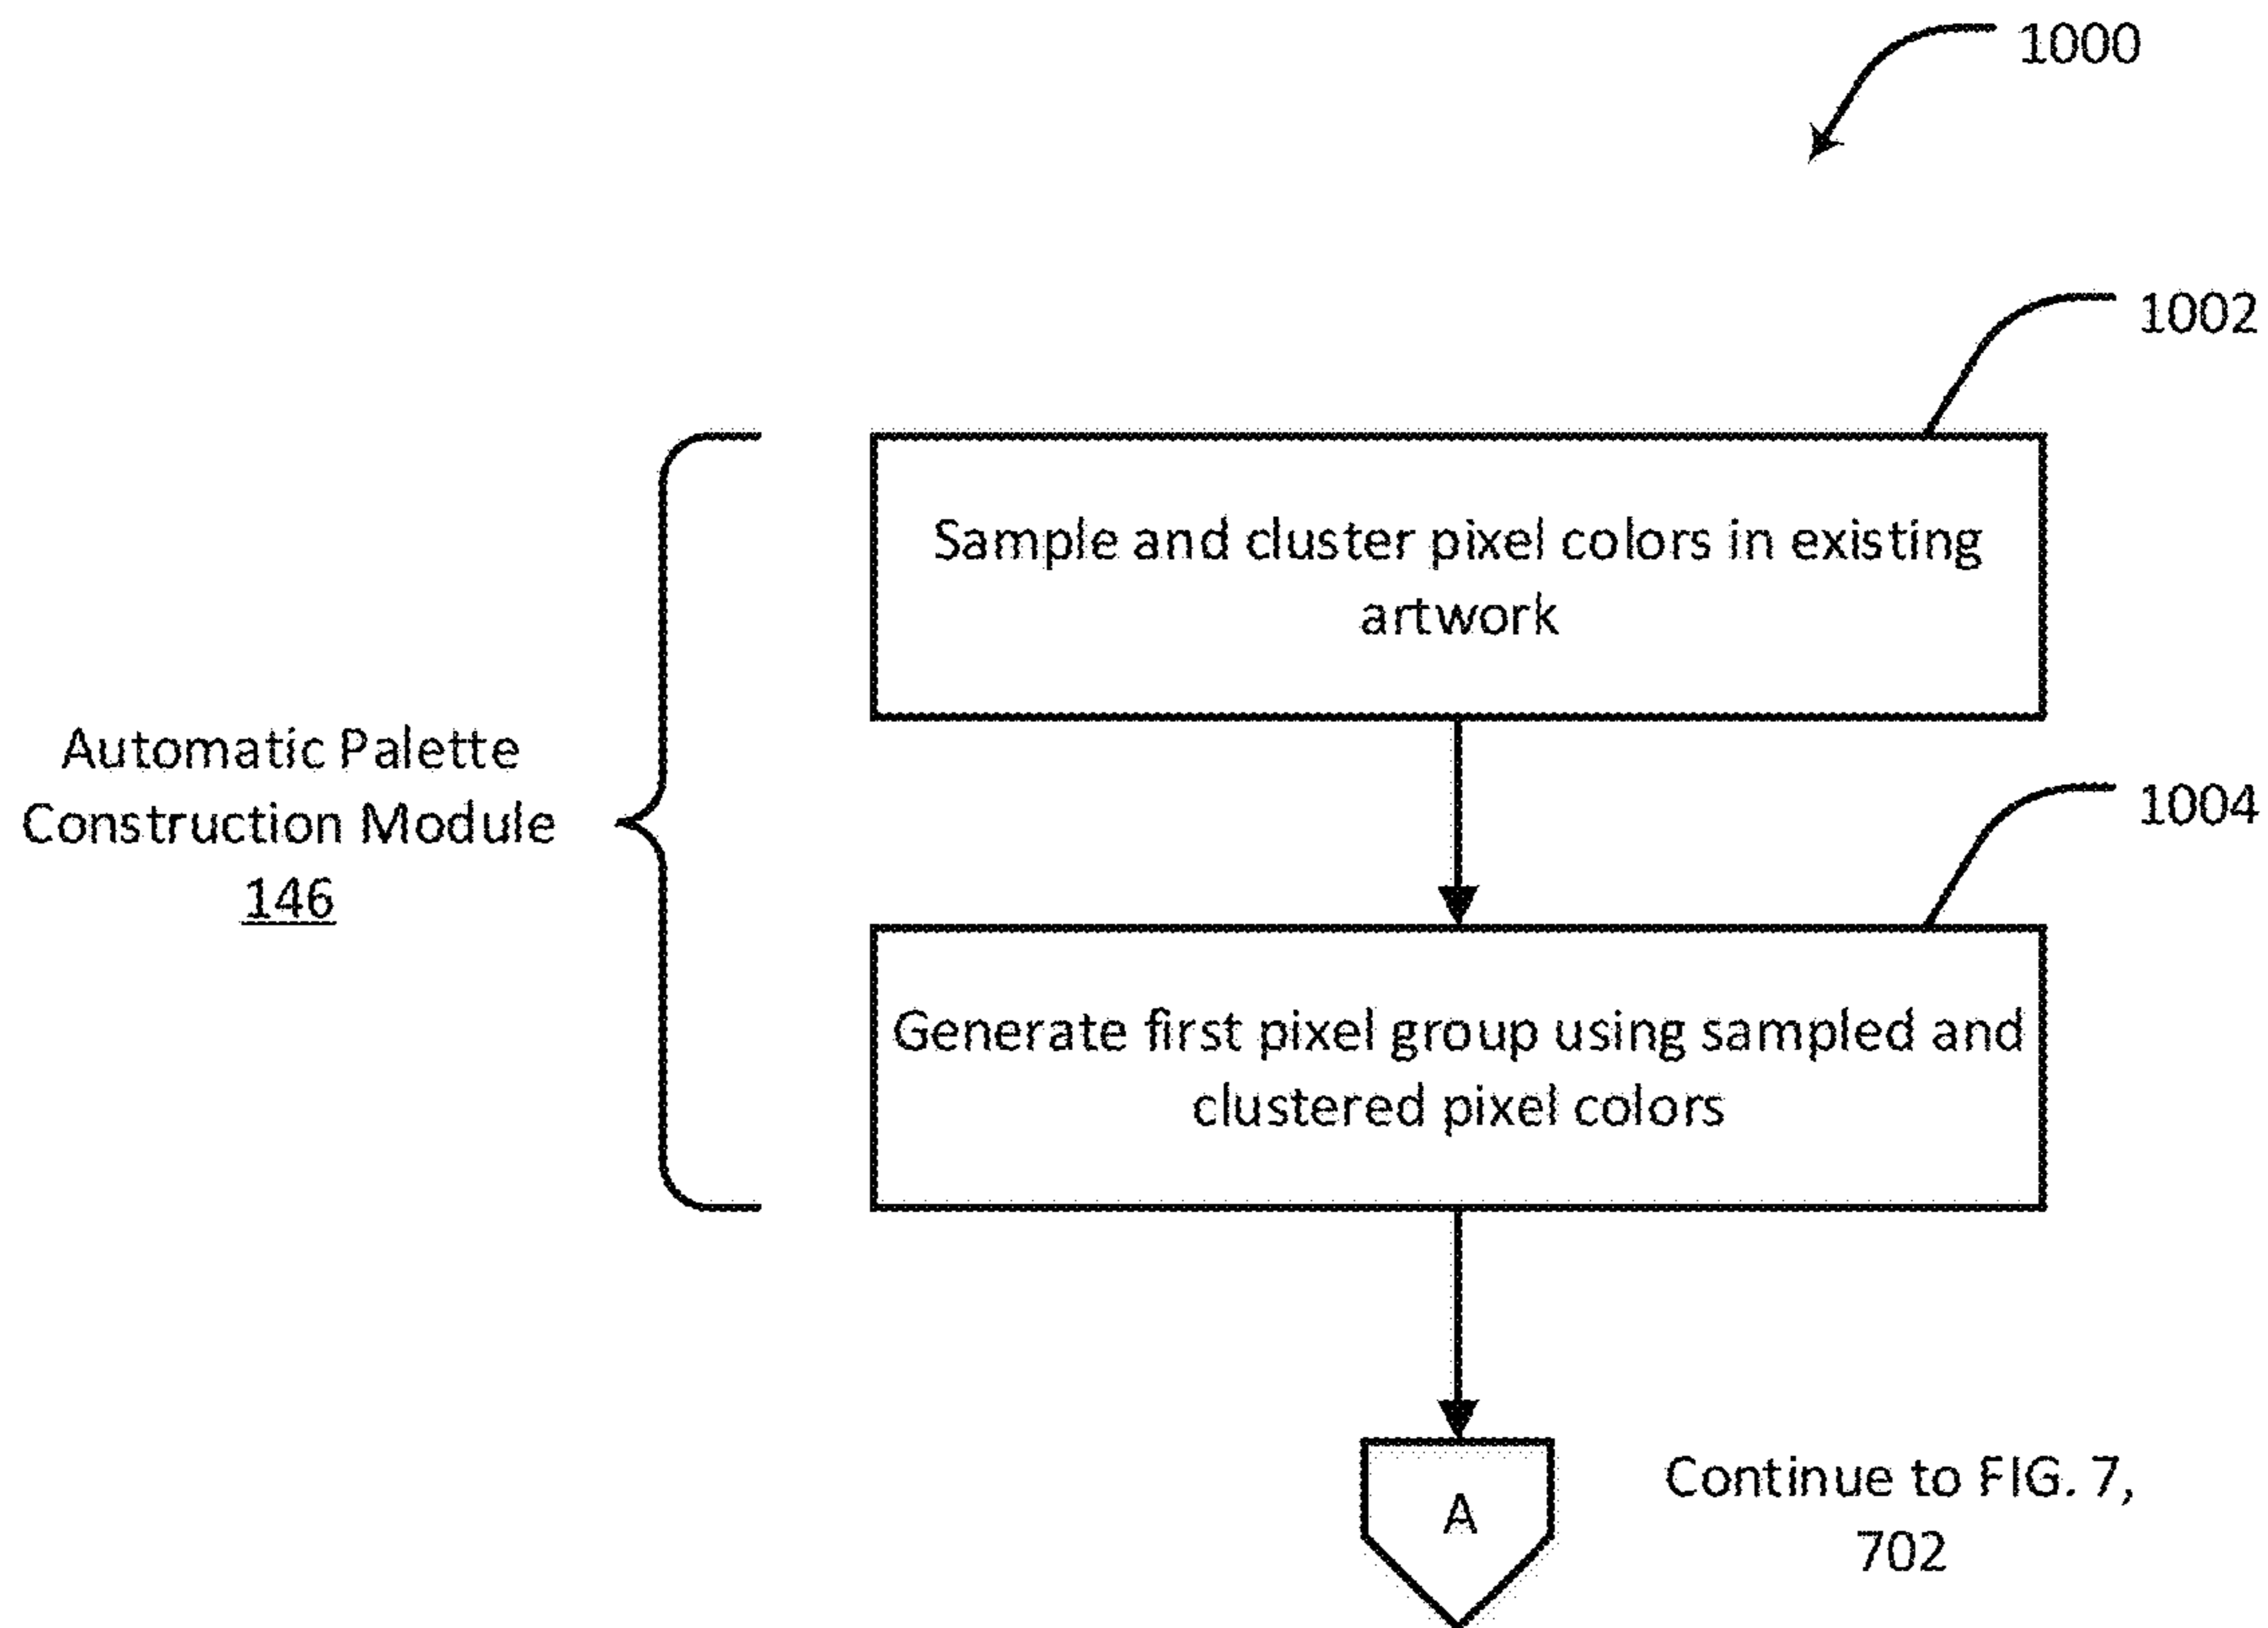 1000
1002
Sample and cluster pixel colors in existing
artwork
Automatic Palette
Construction Module
146
1004
Generate first pixel group using sampled and
clustered pixel colors
A
Continue to FIG. 7,
702